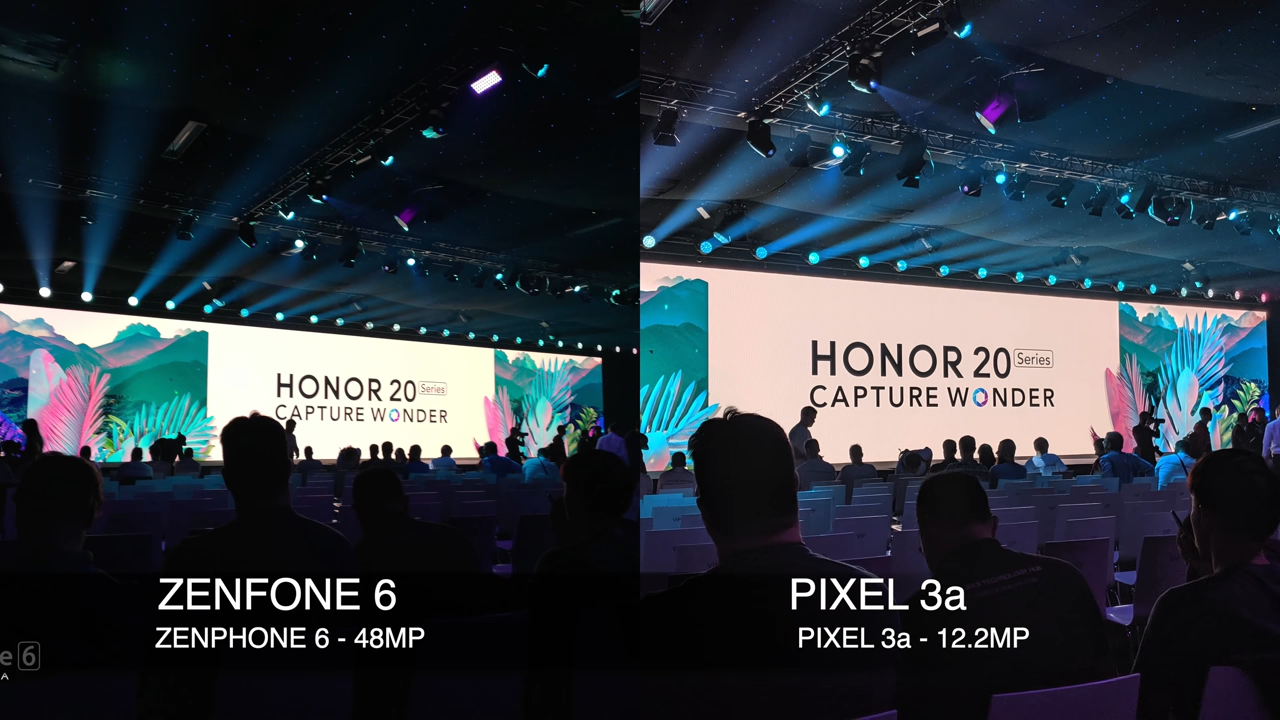 HONOR 20 Series
CAPTURE WONDER
HONOR 20 Series
CAPTURE WONDER
ZENFONE 6
ZENPHONE 6 - 48MP
PIXEL 3a
PIXEL 3a - 12.2MP
e 6
A